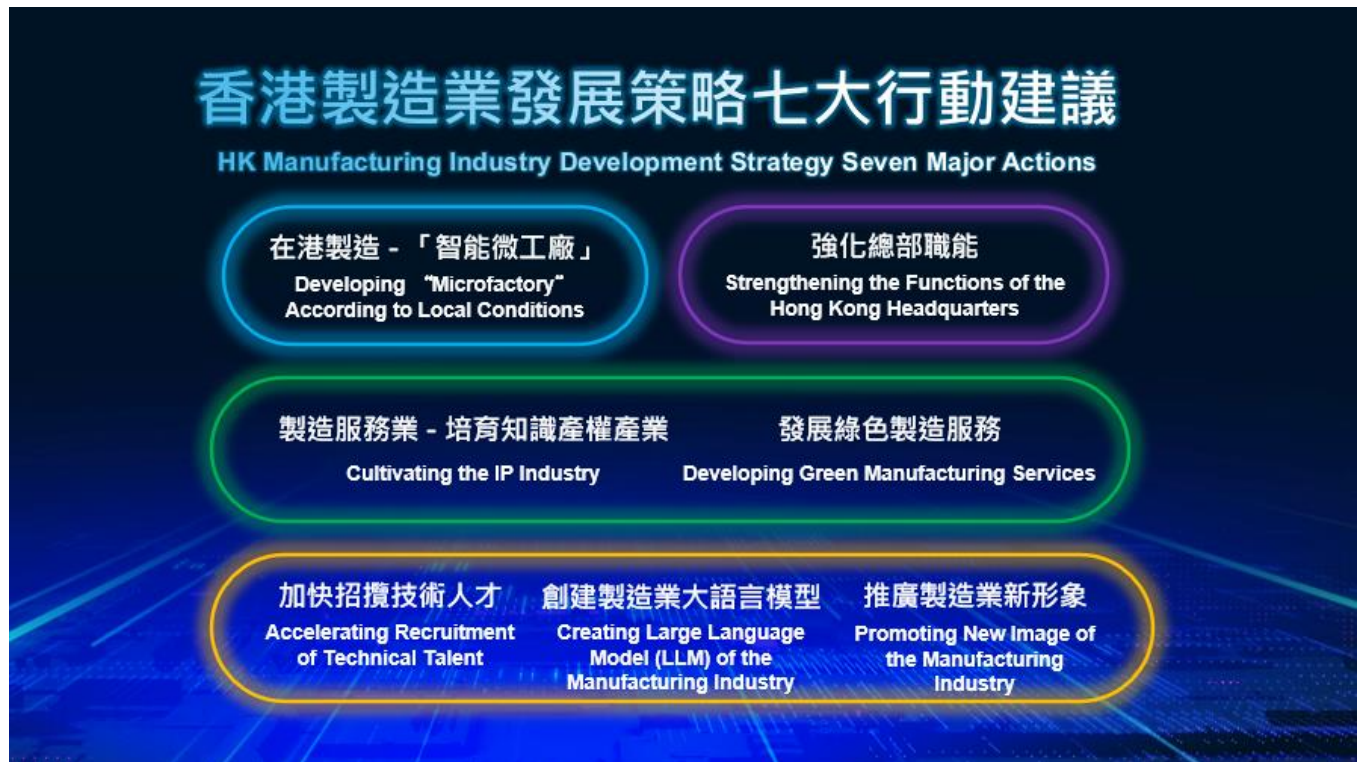 香港製造業發展策略七大行動建議
HK Manufacturing Industry Development Strategy Seven Major Actions
在港製造 - 「智能微工廠」
Developing “Microfactory“
According to Local Conditions
強化總部職能
Strengthening the Functions of the
Hong Kong Headquarters
製造服務業 - 培育知識產權產業
Cultivating the IP Industry
發展綠色製造服務
Developing Green Manufacturing Services
加快招攬技術人才
Accelerating Recruitment
of Technical Talent
創建製造業大語言模型
Creating Large Language
Model (LLM) of the
Manufacturing Industry
推廣製造業新形象
Promoting New Image of
the Manufacturing
Industry